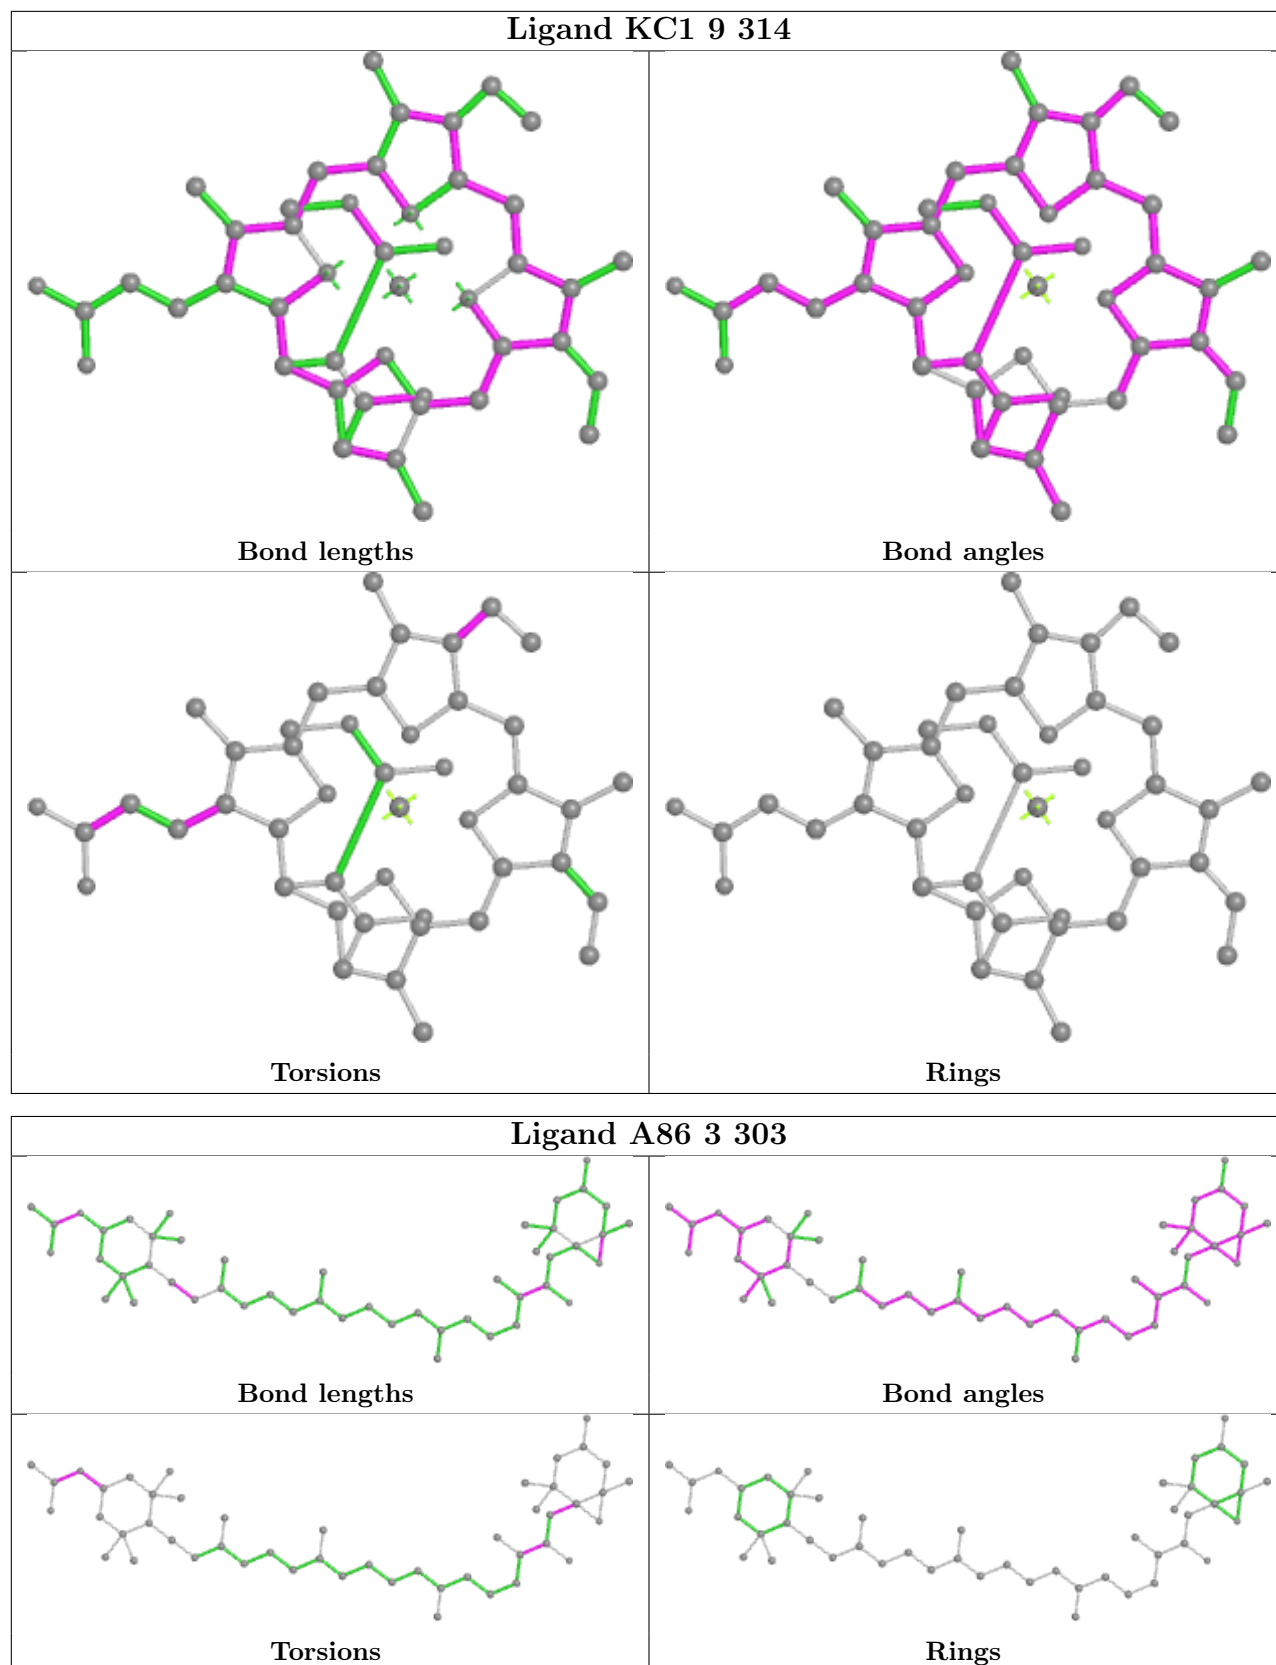 Ligand KC1 9 314
Bond lengths
Bond angles
Torsions
Rings
Ligand A86 3 303
Bond lengths
Bond angles
Torsions
Rings